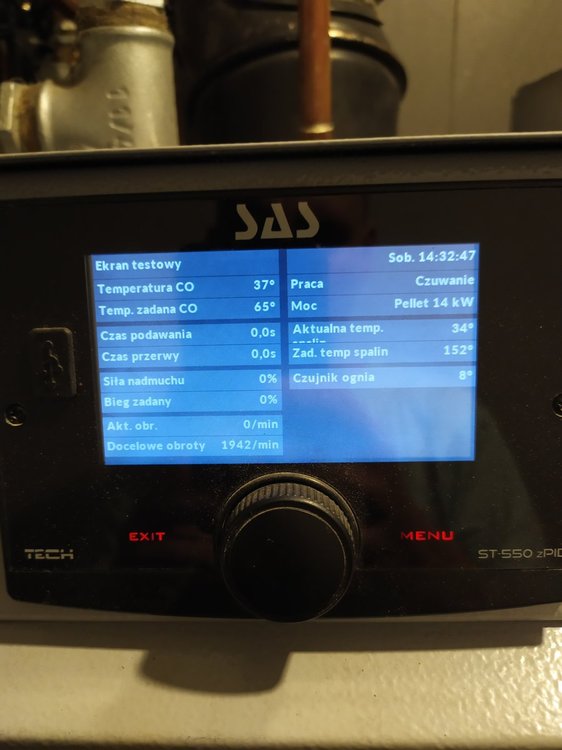 SAS
Ekran testowy
Sob. 14:32:47
Temperatura CO 37°
Temp. zadana CO 65°
Czas podawania 0,0s
Czas przerwy 0,0s
Siła nadmuchu 0%
Bieg zadany 0%
Akt. obr. 0/min
Docelowe obroty 1942/min
Praca Czuwanie
Moc Pellet 14 kW
Aktualna temp. 34°
Zad. temp spalin 152°
Czujnik ognia 8°
EXIT
MENU
TECH
ST-550 zPID